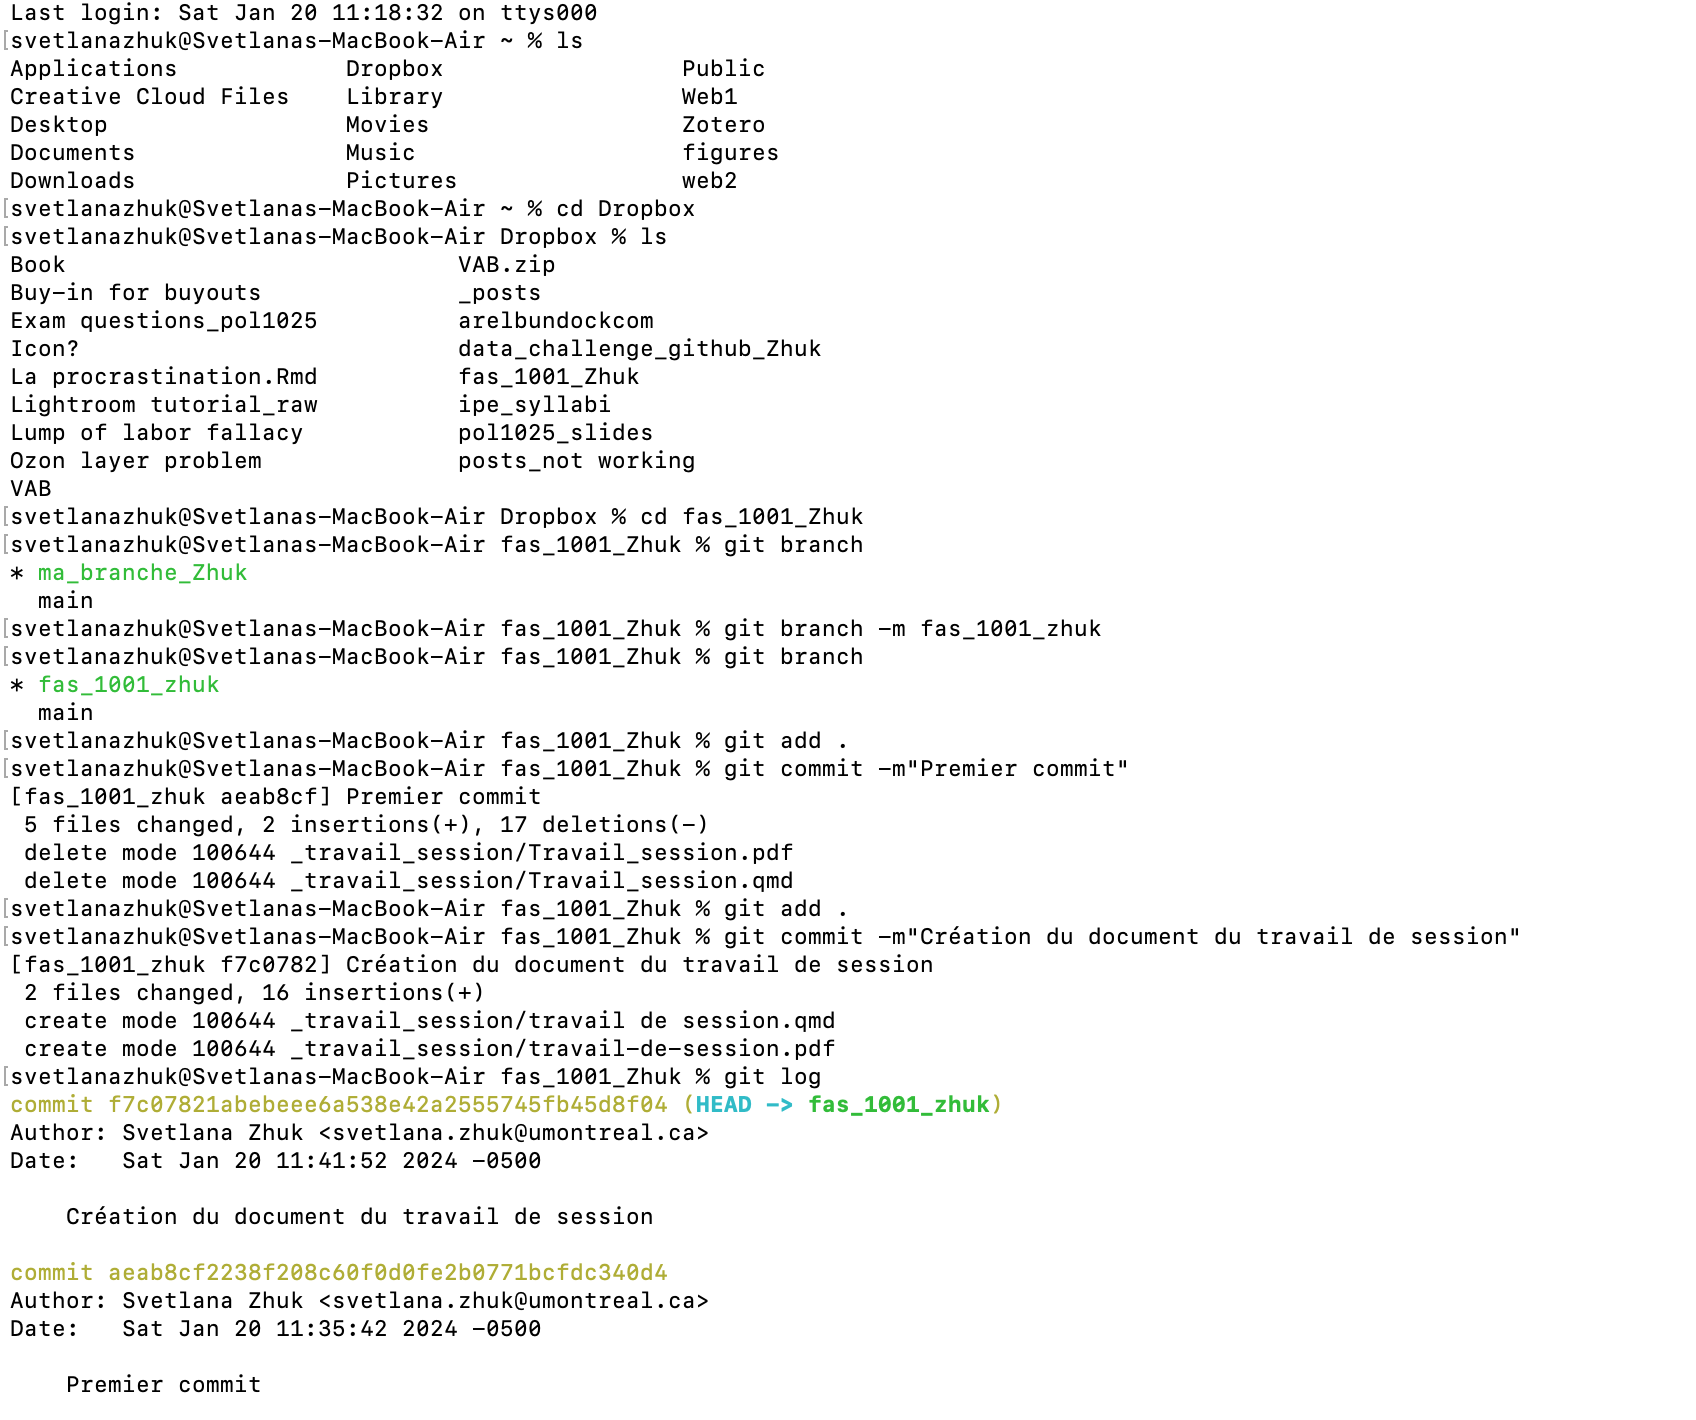 Last login: Sat Jan 20 11:18:32 on ttys000
[svetlanazhuk@Svetlanas-MacBook-Air ~ % ls
Applications Dropbox Public
Creative Cloud Files Library Web1
Desktop Movies Zotero
Documents Music figures
Downloads Pictures web2
[svetlanazhuk@Svetlanas-MacBook-Air ~ % cd Dropbox
[svetlanazhuk@Svetlanas-MacBook-Air Dropbox % ls
Book VAB.zip
Buy-in for buyouts _posts
Exam questions_pol1025 arelbundockcom
Icon? data_challenge_github_Zhuk
La procrastination.Rmd fas_1001_Zhuk
Lightroom tutorial_raw ipe_syllabi
Lump of labor fallacy pol1025_slides
Ozon layer problem posts_not working
VAB
[svetlanazhuk@Svetlanas-MacBook-Air Dropbox % cd fas_1001_Zhuk
[svetlanazhuk@Svetlanas-MacBook-Air fas_1001_Zhuk % git branch
* ma_branche_Zhuk
main
[svetlanazhuk@Svetlanas-MacBook-Air fas_1001_Zhuk % git branch -m fas_1001_zhuk
[svetlanazhuk@Svetlanas-MacBook-Air fas_1001_Zhuk % git branch
* fas_1001_zhuk
main
[svetlanazhuk@Svetlanas-MacBook-Air fas_1001_Zhuk % git add .
[svetlanazhuk@Svetlanas-MacBook-Air fas_1001_Zhuk % git commit -m"Premier commit"
[fas_1001_zhuk aeab8cf] Premier commit
5 files changed, 2 insertions(+), 17 deletions(-)
delete mode 100644 _travail_session/Travail_session.pdf
delete mode 100644 _travail_session/Travail_session.qmd
[svetlanazhuk@Svetlanas-MacBook-Air fas_1001_Zhuk % git add .
[svetlanazhuk@Svetlanas-MacBook-Air fas_1001_Zhuk % git commit -m"Création du document du travail de session"
[fas_1001_zhuk f7c0782] Création du document du travail de session
2 files changed, 16 insertions(+)
create mode 100644 _travail_session/travail de session.qmd
create mode 100644 _travail_session/travail-de-session.pdf
[svetlanazhuk@Svetlanas-MacBook-Air fas_1001_Zhuk % git log
commit f7c07821abebeee6a538e42a2555745fb45d8f04 (HEAD -> fas_1001_zhuk)
Author: Svetlana Zhuk <svetlana.zhuk@umontreal.ca>
Date: Sat Jan 20 11:41:52 2024 -0500
Création du document du travail de session
commit aeab8cf2238f208c60f0d0fe2b0771bcfdc340d4
Author: Svetlana Zhuk <svetlana.zhuk@umontreal.ca>
Date: Sat Jan 20 11:35:42 2024 -0500
Premier commit